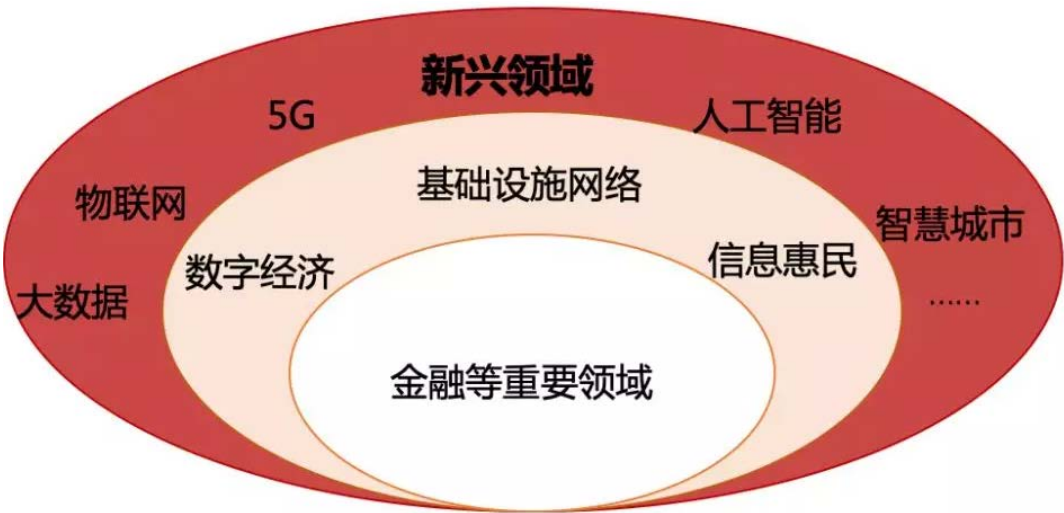 新兴领域
5G
人工智能
物联网
基础设施网络
智慧城市
数字经济
信息惠民
大数据
......
金融等重要领域